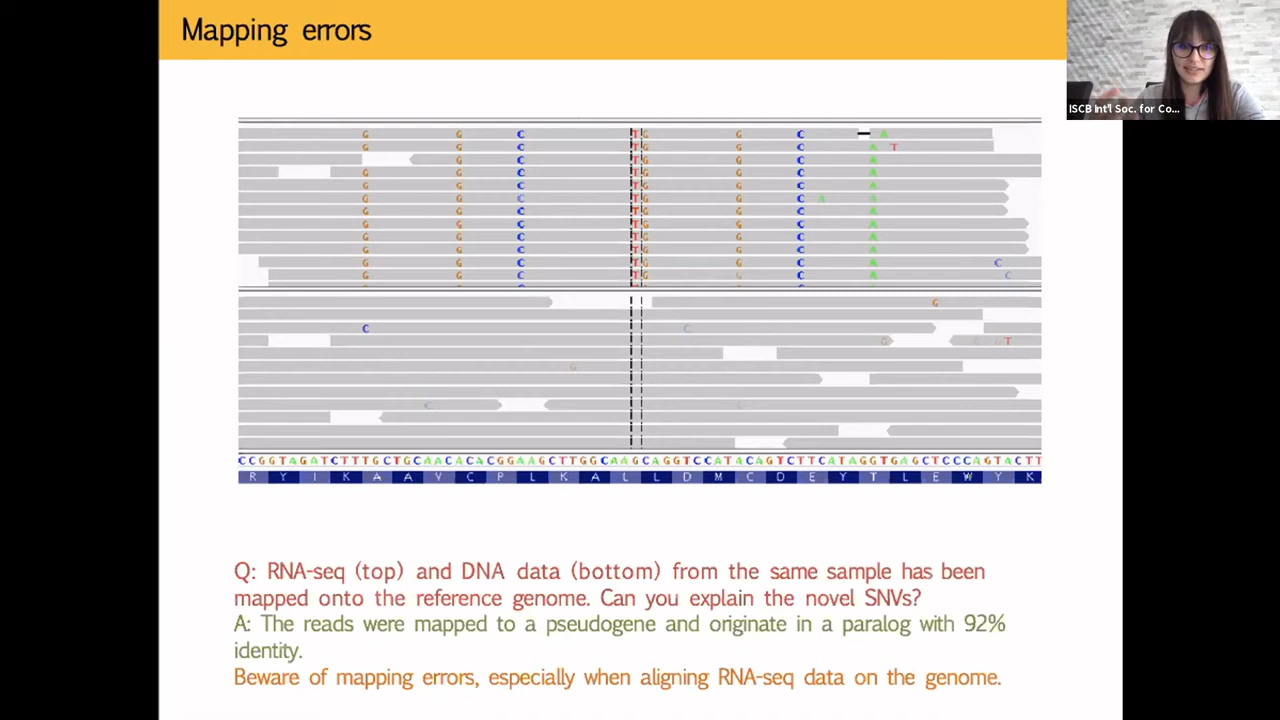 Mapping errors
ISCB Int'l Soc. for Co...
G G C T G G C A
G G C T G G C A T
G C T G G C A
G G C T G G C A
G G C T G G C A
G G C T G G C A A
G G C T G G C A
G G C T G G C A
G G C T G G C A
G G C T G G C A
G G C T G G C A C
G G C T G G C A C
G
C C
G T
G
C
CCGGTAGATCTTTGCTGCAACACACGGAAGCTTGGCAAGCAGGTCCATACAGTCTTCATAGGTGAGCTCCCAGTACTT
R Y I K A A V C P L K A L L D M C D E Y T L E W Y K
Q: RNA-seq (top) and DNA data (bottom) from the same sample has been
mapped onto the reference genome. Can you explain the novel SNVs?
A: The reads were mapped to a pseudogene and originate in a paralog with 92%
identity.
Beware of mapping errors, especially when aligning RNA-seq data on the genome.